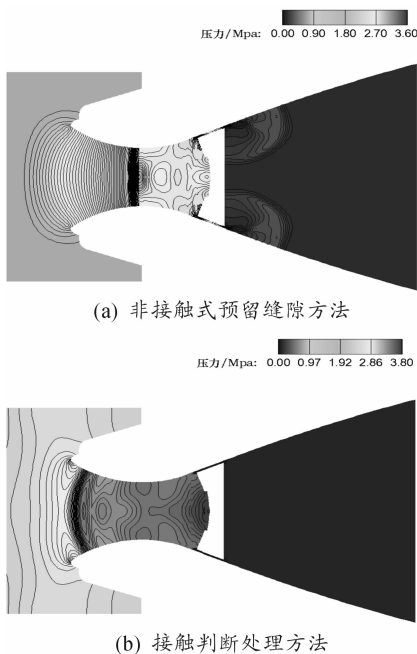 压力/Mpa: 0.00 0.90 1.80 2.70 3.60
(a) 非接触式预留缝隙方法
压力/Mpa: 0.00 0.97 1.92 2.86 3.80
(b) 接触判断处理方法